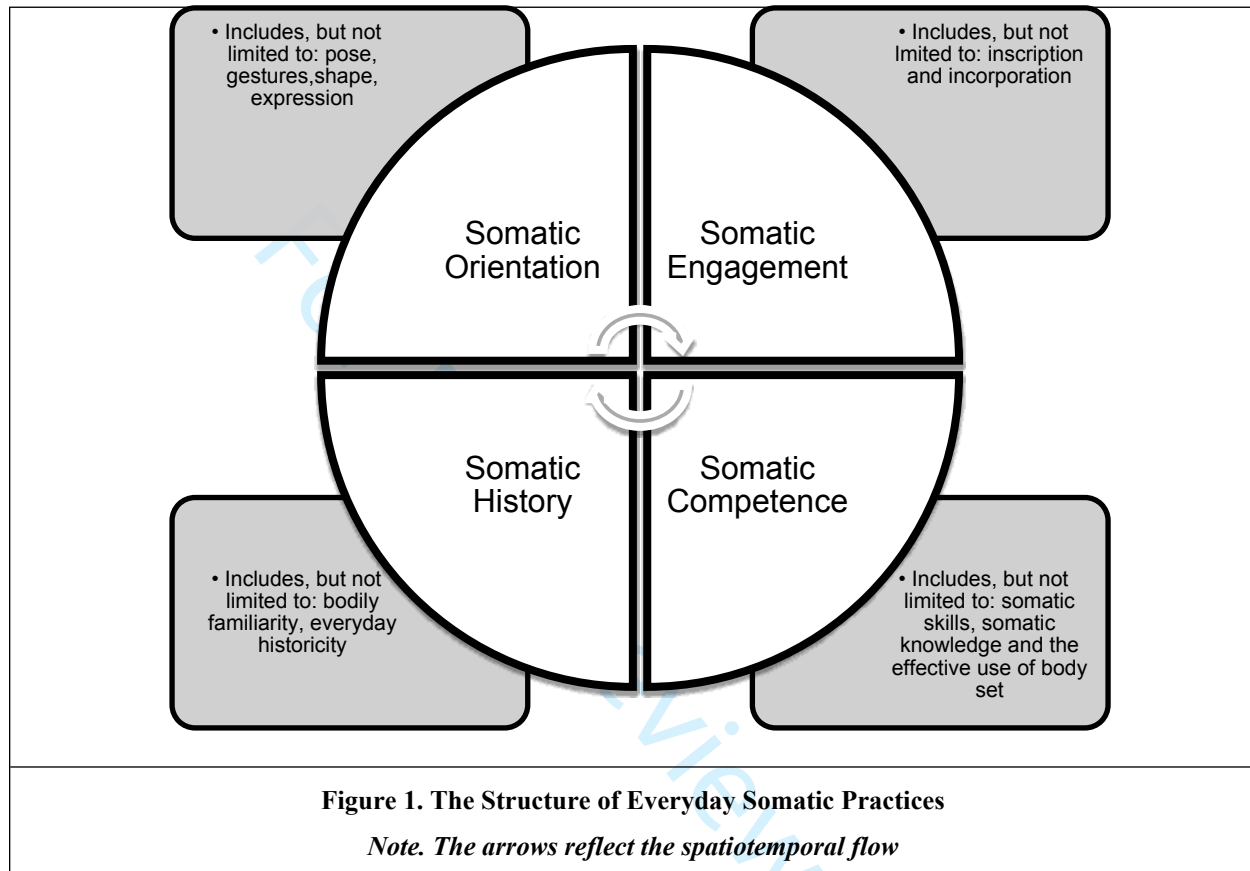 • Includes, but not
limited to: pose,
gestures,shape,
expression
• Includes, but not
lmited to: inscription
and incorporation
Somatic
Orientation
Somatic
Engagement
Somatic
History
Somatic
Competence
• Includes, but not
limited to: bodily
familiarity, everyday
historicity
• Includes, but not
limited to: somatic
skills, somatic
knowledge and the
effective use of body
set
Figure 1. The Structure of Everyday Somatic Practices
Note. The arrows reflect the spatiotemporal flow